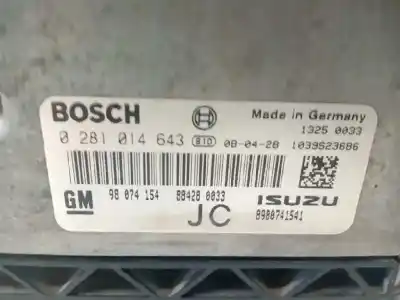 BOSCH
Made in Germany
0 281 014 643 B10 08-04-28
1325 0033
1039S23686
GM
98 074 154
88428 0033
JC
ISUZU
8980741541